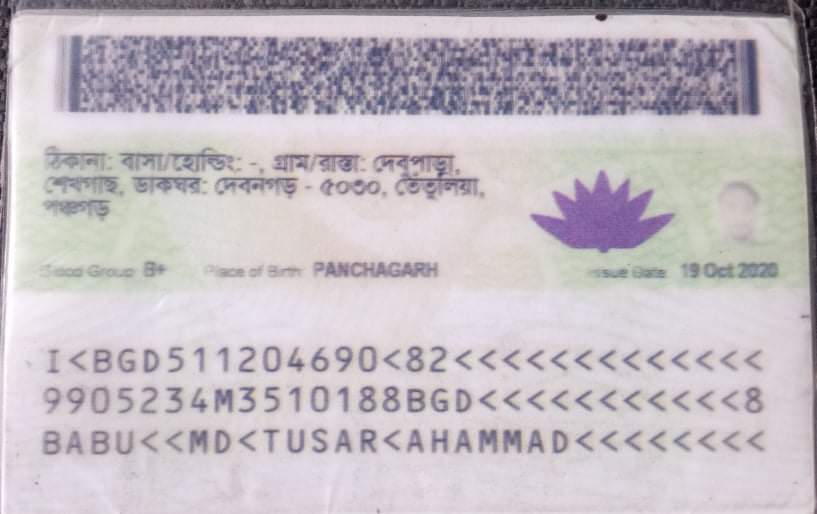 ঠিকানা: বাসা/হোল্ডিং: -, গ্রাম/রাস্তা: দেবুপাড়া,
শেখগছ, ডাকঘর: দেবনগড় - ৫০৩০, তেঁতুলিয়া,
পঞ্চগড়
Blood Group: B+ Place of Birth: PANCHAGARH Issue Date: 19 Oct 2020
I<BGD511204690<82<<<<<<<<<<<<<
9905234M3510188BGD<<<<<<<<<<<8
BABU<<MD<TUSAR<AHAMMAD<<<<<<<<